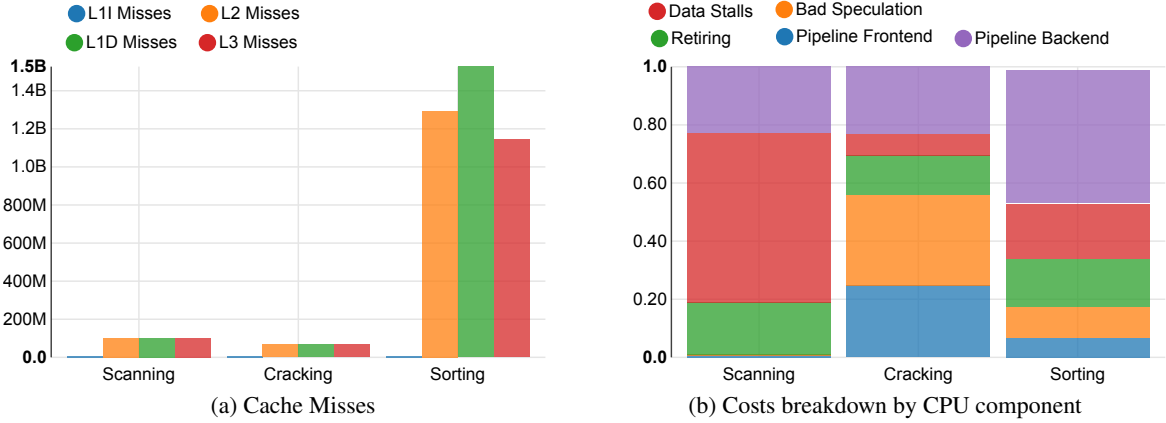 L1I Misses L2 Misses
L1D Misses L3 Misses
1.5B
1.4B
1.2B
1.0B
800M
600M
400M
200M
0.0
Scanning Cracking Sorting
(a) Cache Misses
Data Stalls Bad Speculation
Retiring Pipeline Frontend Pipeline Backend
1.0
0.80
0.60
0.40
0.20
0.0
Scanning Cracking Sorting
(b) Costs breakdown by CPU component